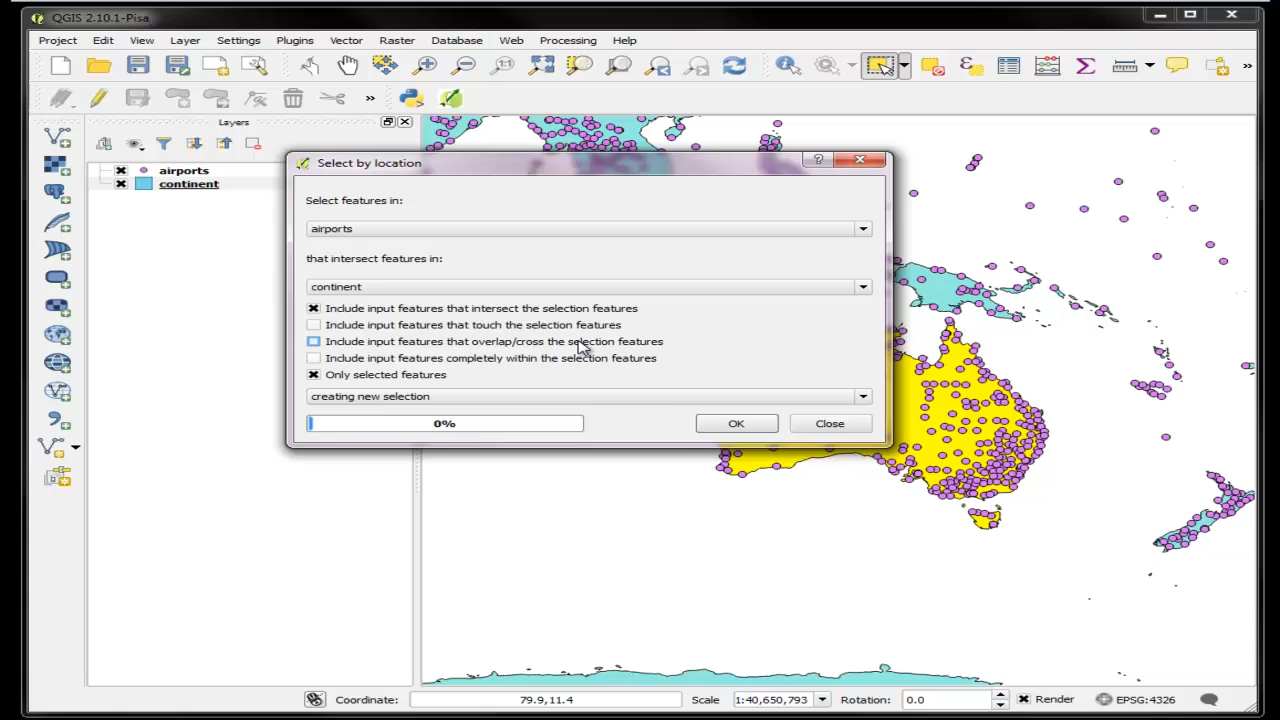 QGIS 2.10.1-Pisa
Project Edit View Layer Settings Plugins Vector Raster Database Web Processing Help
Layers
airports
continent
Select by location
Select features in:
airports
that intersect features in:
continent
Include input features that intersect the selection features
Include input features that touch the selection features
Include input features that overlap/cross the selection features
Include input features completely within the selection features
Only selected features
creating new selection
0% OK Close
Coordinate: 79.9,11.4 Scale 1:40,650,793 Rotation: 0.0 Render EPSG:4326